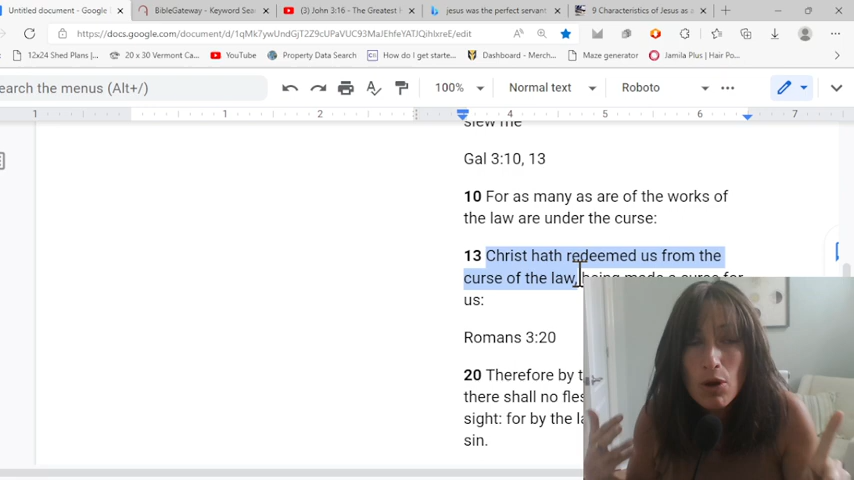 Untitled document - Google
BibleGateway - Keyword Sea
John 3:16 - The Greatest
jesus was the perfect servant
9 Characteristics of Jesus as
https://docs.google.com/document/d/1qMk7ywUndGjT2Z9cUPaVUC93MaJEhfeYATJQihIxreE/edit
12x24 Shed Plans |...
20 x 30 Vermont Ca...
YouTube
Property Data Search
How do I get starte...
Dashboard - Merch...
Maze generator
Jamila Plus | Hair Po...
earch the menus (Alt+/)
100%
Normal text
Roboto
1 1 2 4 5 6 7
slew me
Gal 3:10, 13
10 For as many as are of the works of
the law are under the curse:
13 Christ hath redeemed us from the
curse of the law, being made a curse for
us:
Romans 3:20
20 Therefore by t
there shall no fles
sight: for by the la
sin.